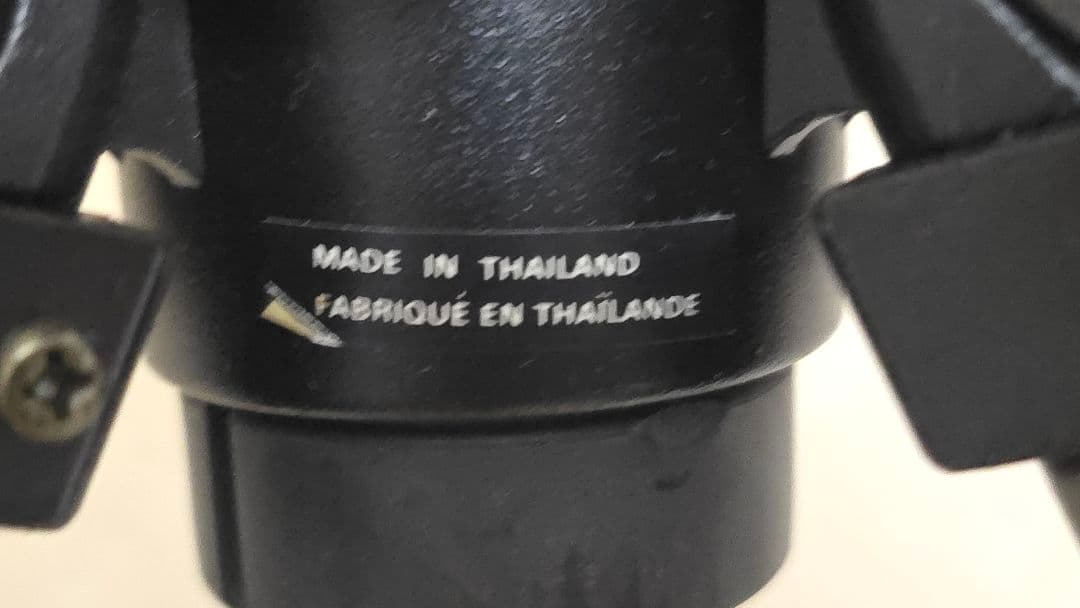 MADE IN THAILAND
FABRIQUÉ EN THAÏLANDE